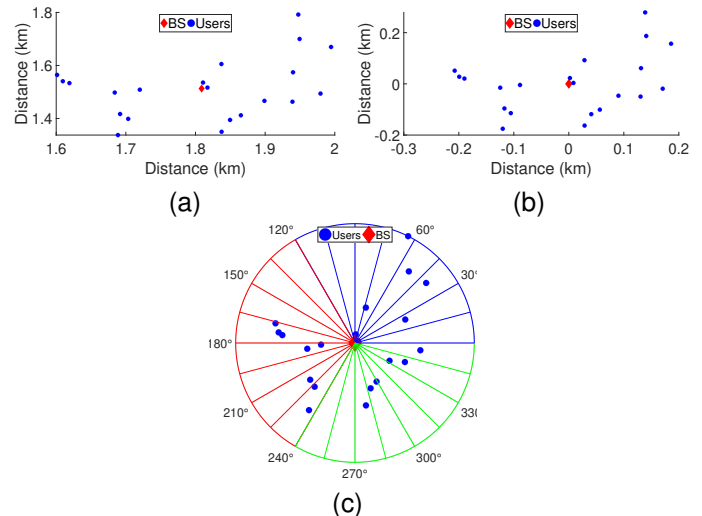 BS Users
1.8
1.6
1.4
1.6 1.7 1.8 1.9 2
Distance (km)
Distance (km)
(a)
BS Users
0.2
0
-0.2
-0.3 -0.2 -0.1 0 0.1 0.2
Distance (km)
Distance (km)
(b)
Users BS
120° 60°
150° 30°
180°
210° 330
240° 300°
270°
(c)